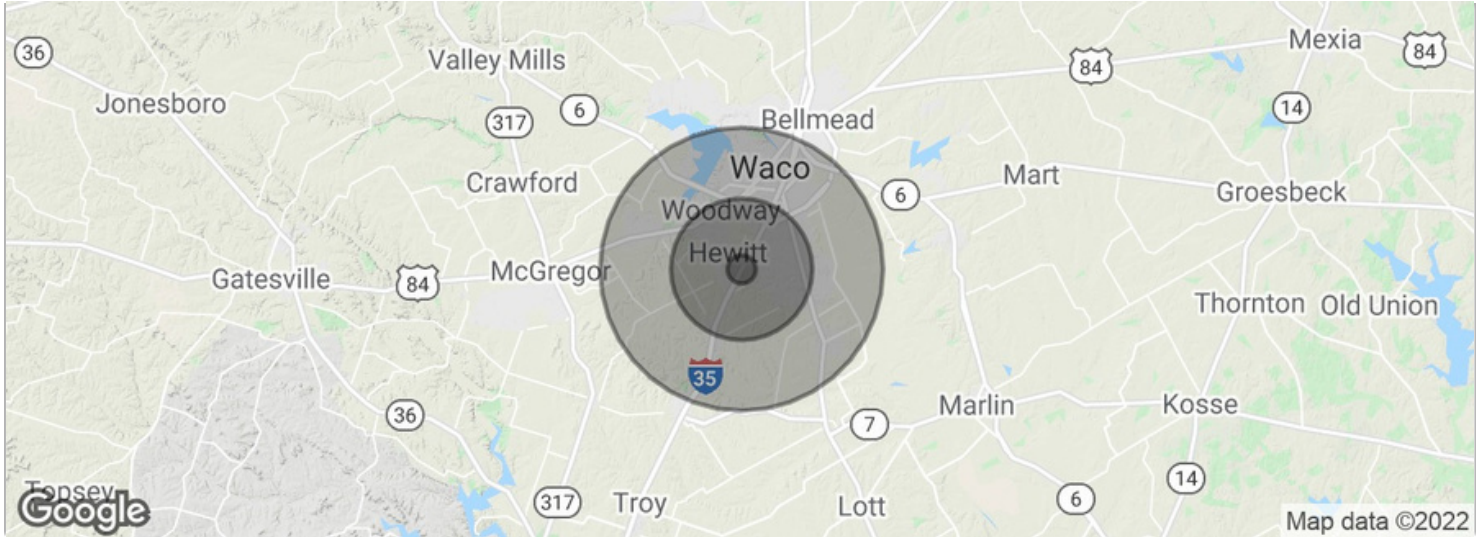 Mexia
36
84
84
Valley Mills
Jonesboro
6
14
317
Bellmead
Waco
Crawford
Mart
6
Groesbeck
Woodway
Hewitt
McGregor
Gatesville
84
Thornton
Old Union
35
Marlin
Kosse
36
7
14
Topsey
317
Troy
Lott
6
Google
Map data ©2022